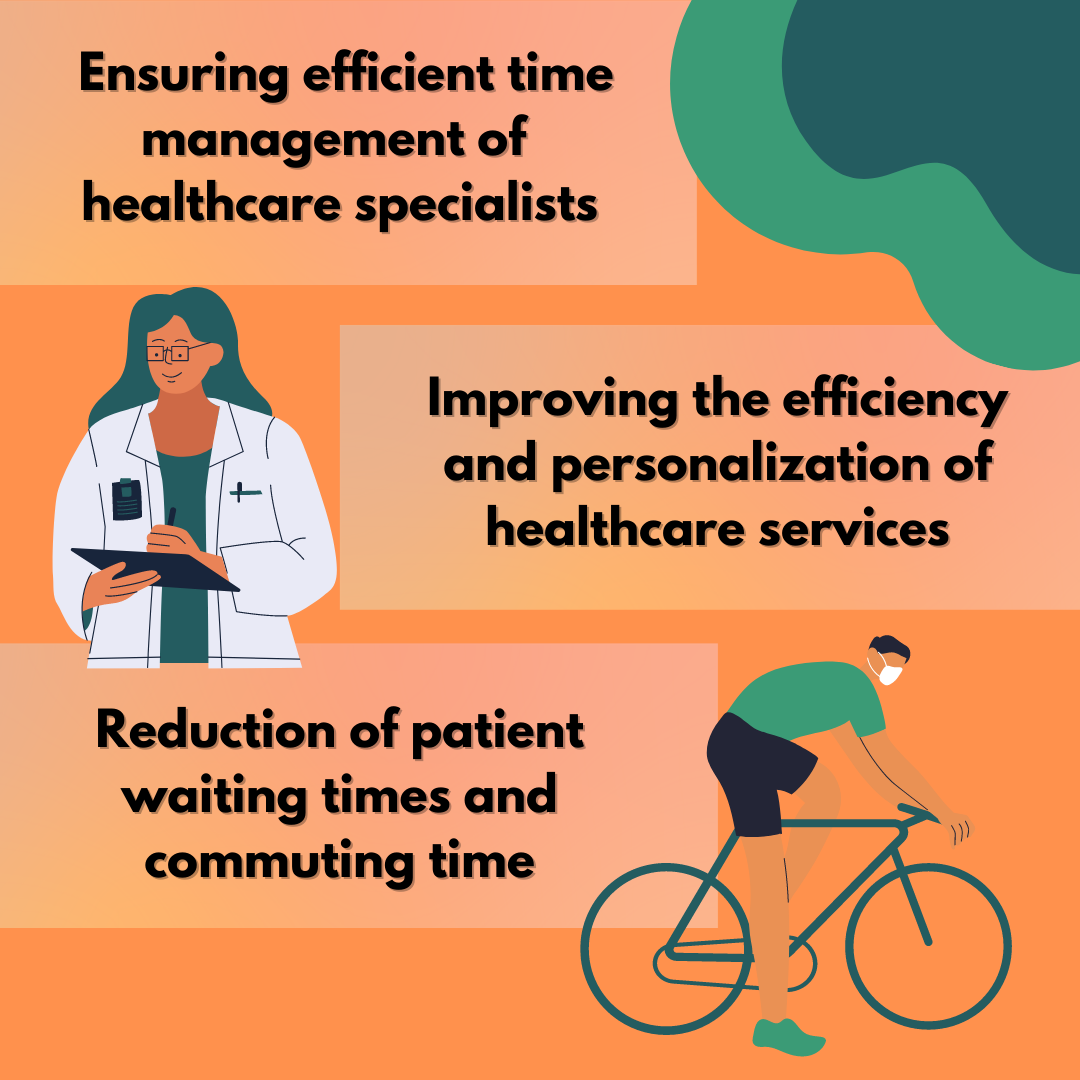 Ensuring efficient time
management of
healthcare specialists
Improving the efficiency
and personalization of
healthcare services
Reduction of patient
waiting times and
commuting time